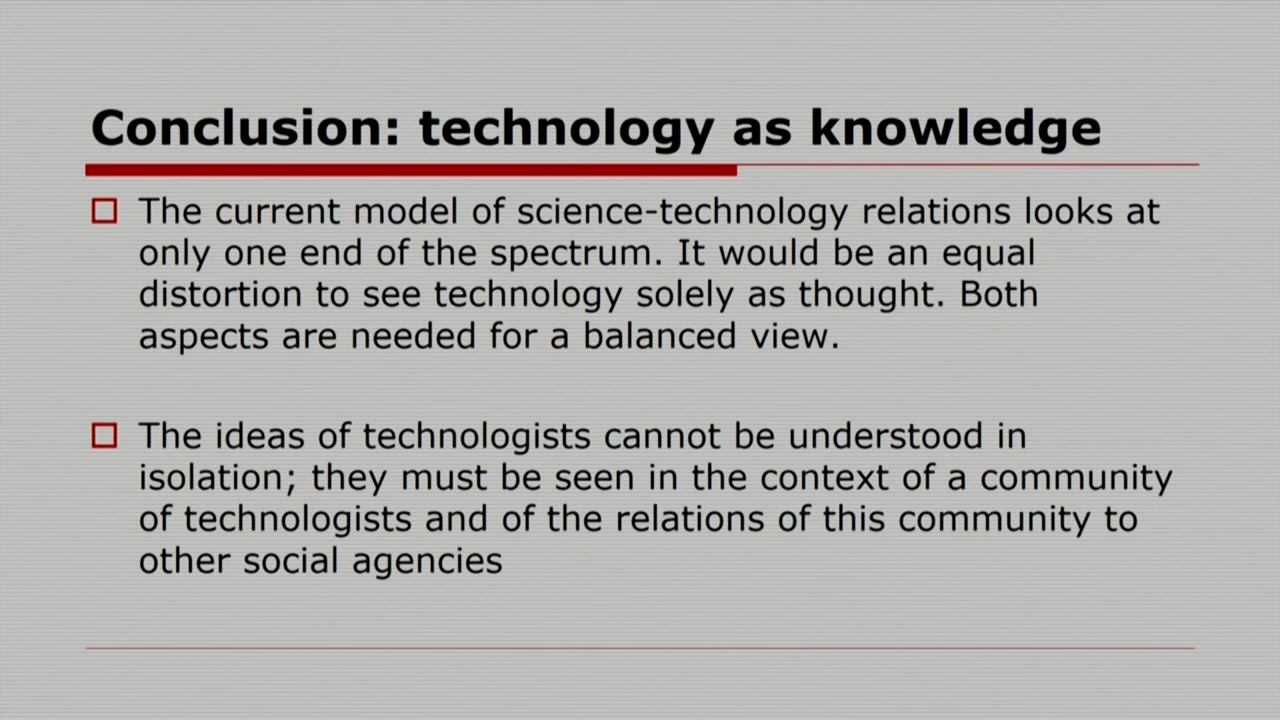 Conclusion: technology as knowledge
The current model of science-technology relations looks at
only one end of the spectrum. It would be an equal
distortion to see technology solely as thought. Both
aspects are needed for a balanced view.
The ideas of technologists cannot be understood in
isolation; they must be seen in the context of a community
of technologists and of the relations of this community to
other social agencies